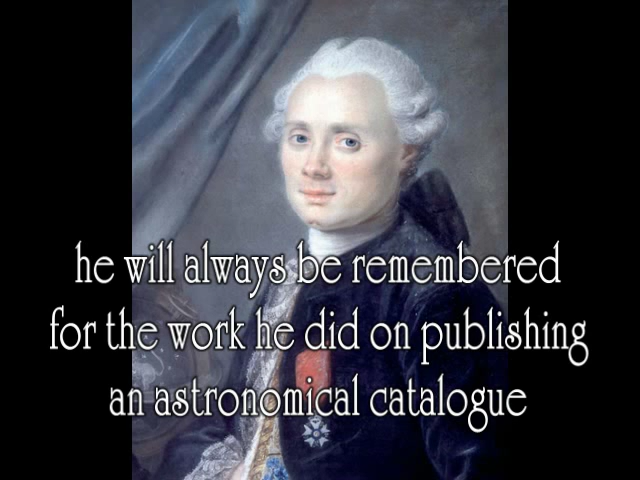 he will always be remembered
for the work he did on publishing
an astronomical catalogue